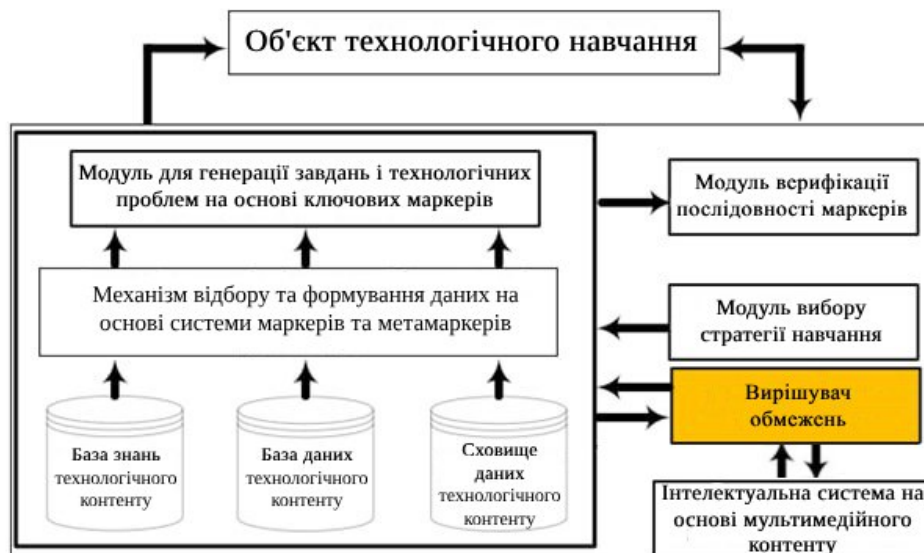 Об'єкт технологічного навчання
Модуль для генерації завдань і технологічних
проблем на основі ключових маркерів
Модуль верифікації
послідовності маркерів
Механізм відбору та формування даних на
основі системи маркерів та метамаркерів
Модуль вибору
стратегії навчання
Вирішувач
обмежень
База знань
технологічного
контенту
База даних
технологічного
контенту
Сховище
даних
технологічного
контенту
Інтелектуальна система на
основі мультимедійного
контенту